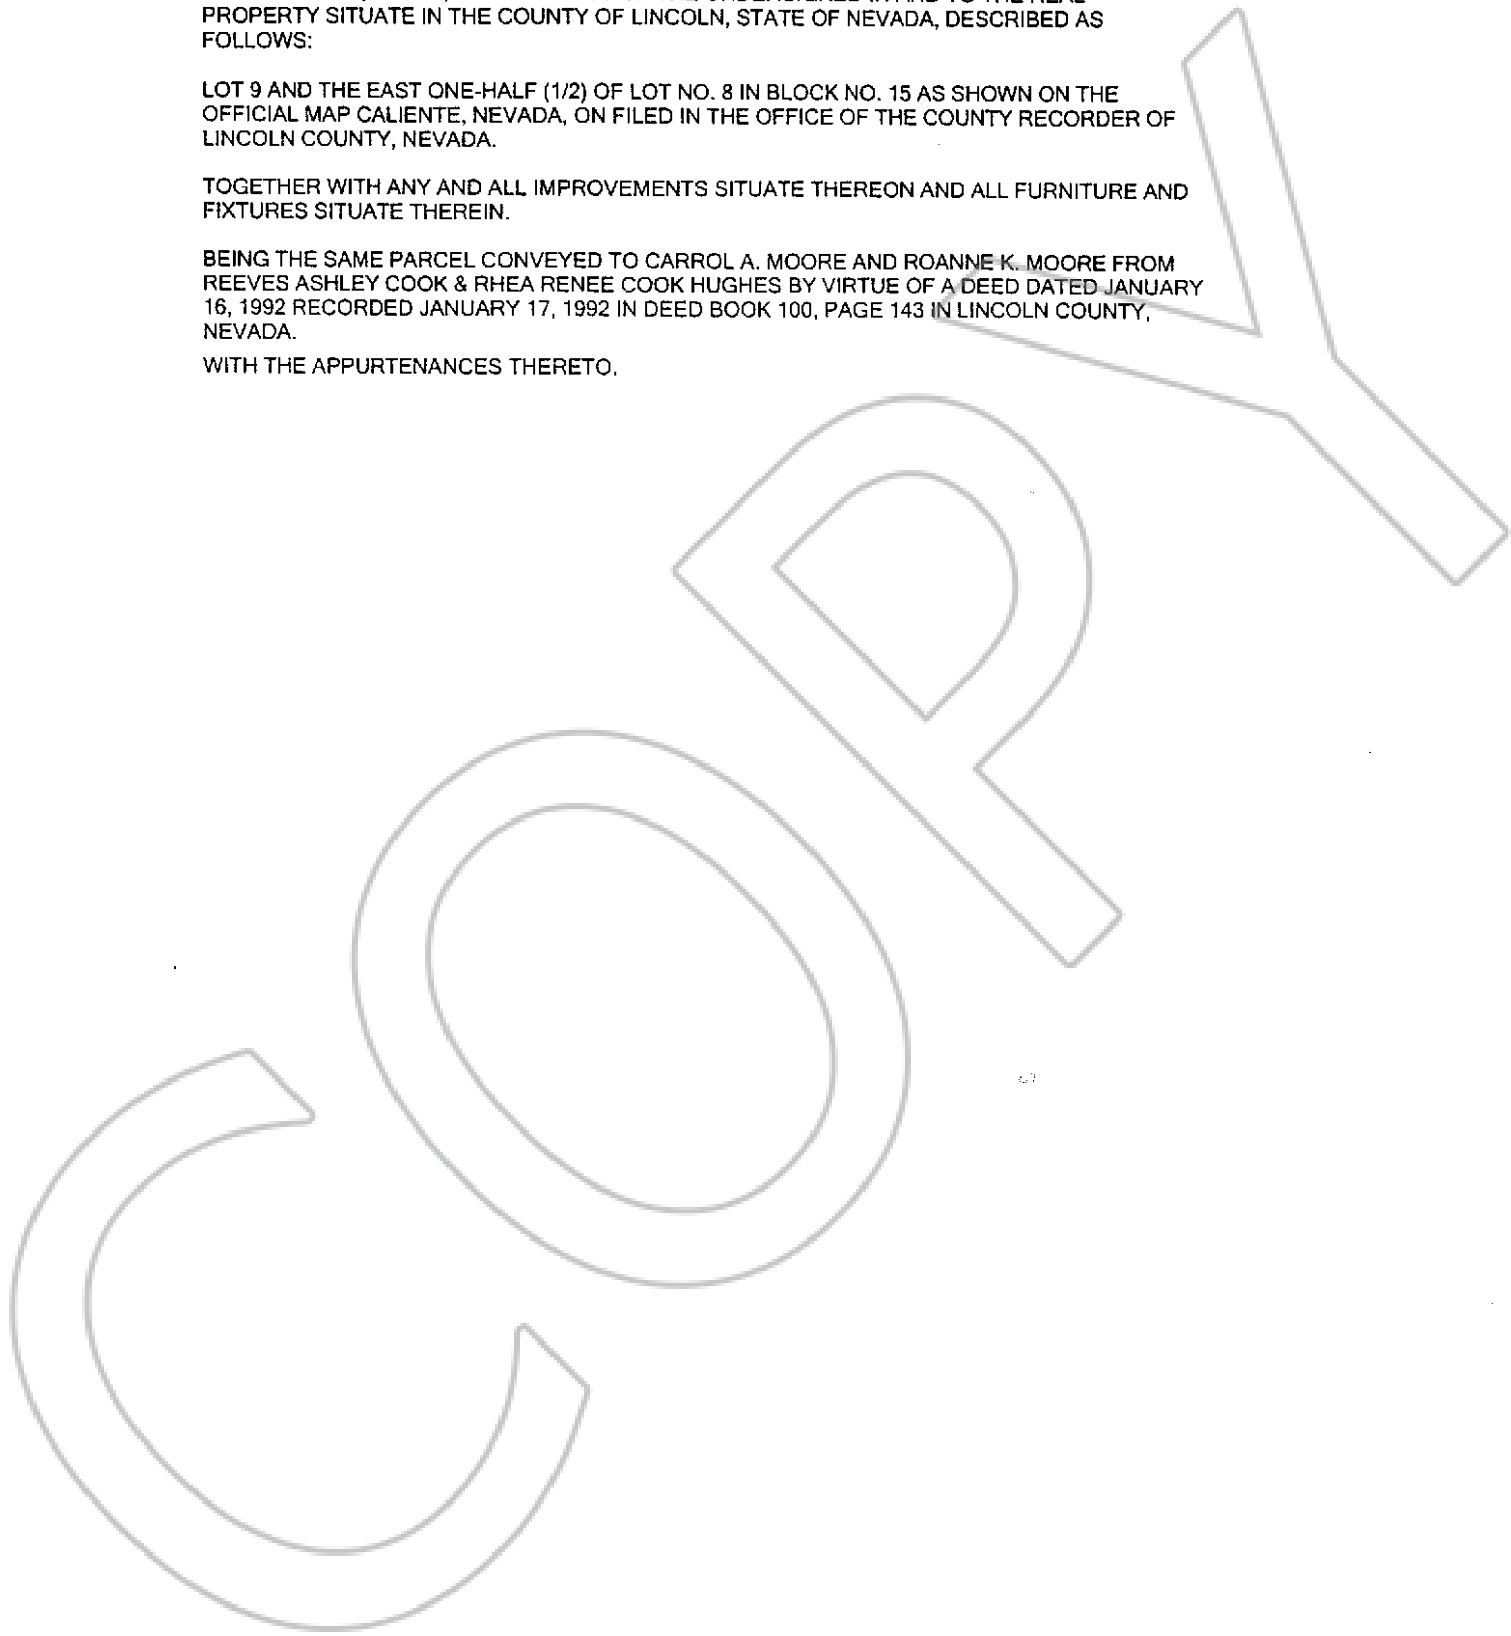 PROPERTY SITUATE IN THE COUNTY OF LINCOLN, STATE OF NEVADA, DESCRIBED AS
FOLLOWS:
LOT 9 AND THE EAST ONE-HALF (1/2) OF LOT NO. 8 IN BLOCK NO. 15 AS SHOWN ON THE
OFFICIAL MAP CALIENTE, NEVADA, ON FILED IN THE OFFICE OF THE COUNTY RECORDER OF
LINCOLN COUNTY, NEVADA.
TOGETHER WITH ANY AND ALL IMPROVEMENTS SITUATE THEREON AND ALL FURNITURE AND
FIXTURES SITUATE THEREIN.
BEING THE SAME PARCEL CONVEYED TO CARROL A. MOORE AND ROANNE K. MOORE FROM
REEVES ASHLEY COOK & RHEA RENEE COOK HUGHES BY VIRTUE OF A DEED DATED JANUARY
16, 1992 RECORDED JANUARY 17, 1992 IN DEED BOOK 100, PAGE 143 IN LINCOLN COUNTY,
NEVADA.
WITH THE APPURTENANCES THERETO.
COPY